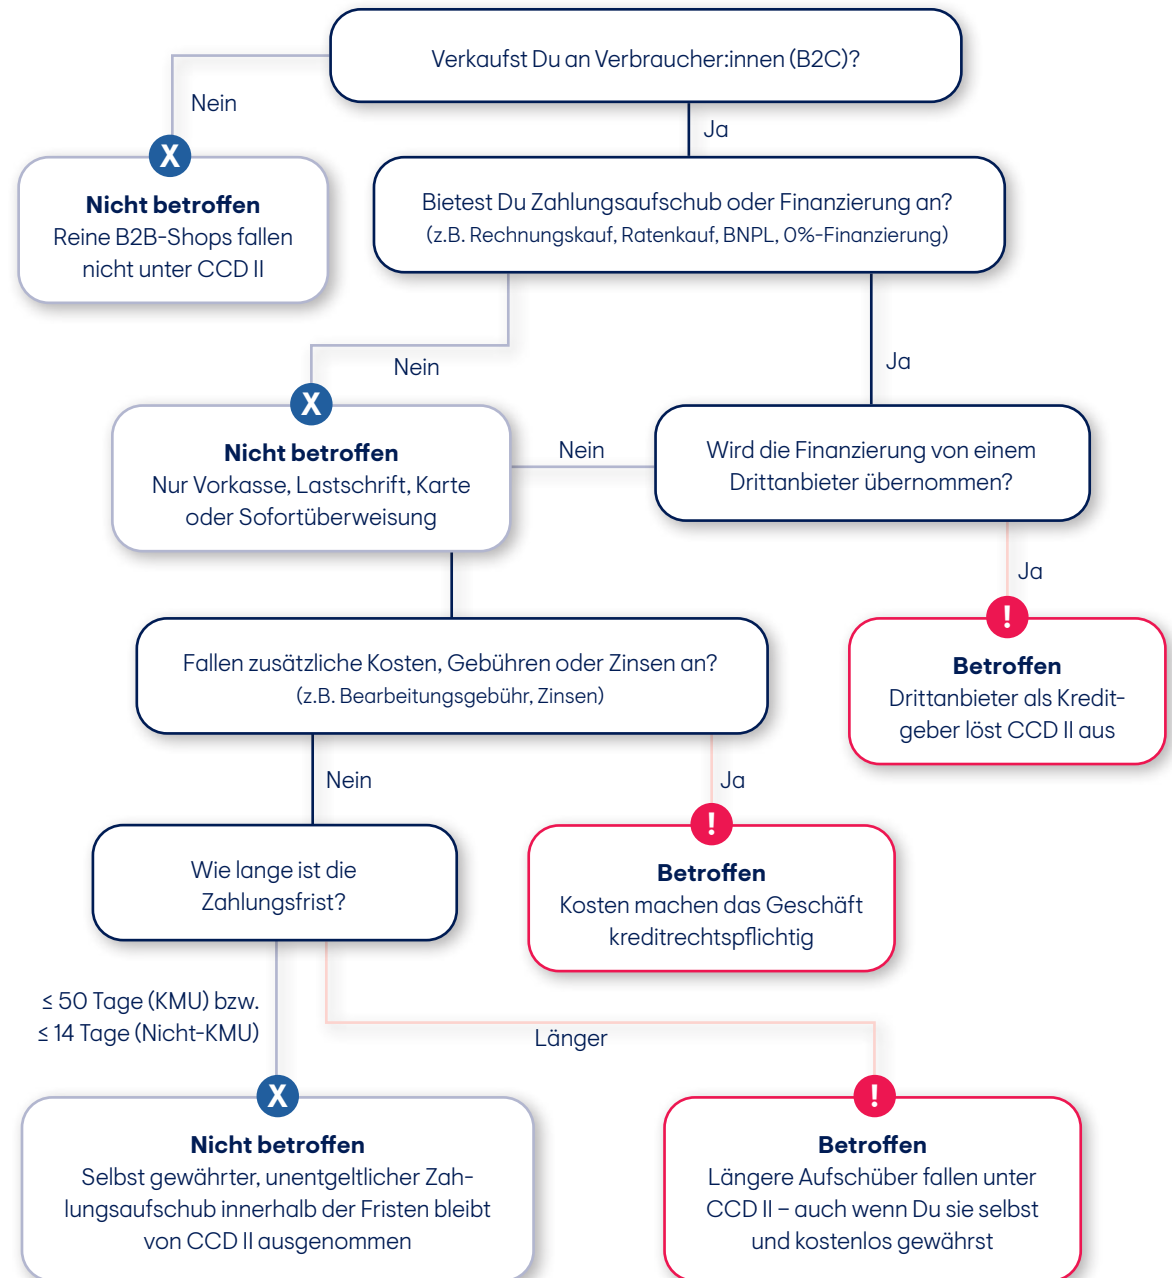 Verkaufst Du an Verbraucher:innen (B2C)?
Nein
Ja
X
Nicht betroffen
Reine B2B-Shops fallen
nicht unter CCD II
Bietest Du Zahlungsaufschub oder Finanzierung an?
(z.B. Rechnungskauf, Ratenkauf, BNPL, 0%-Finanzierung)
Nein
Ja
X
Nicht betroffen
Nur Vorkasse, Lastschrift, Karte
oder Sofortüberweisung
Nein
Wird die Finanzierung von einem
Drittanbieter übernommen?
Ja
!
Betroffen
Drittanbieter als Kredit-
geber löst CCD II aus
Fallen zusätzliche Kosten, Gebühren oder Zinsen an?
(z.B. Bearbeitungsgebühr, Zinsen)
Nein
Ja
!
Betroffen
Kosten machen das Geschäft
kreditrechtspflichtig
Wie lange ist die
Zahlungsfrist?
≤ 50 Tage (KMU) bzw.
≤ 14 Tage (Nicht-KMU)
Länger
X
Nicht betroffen
Selbst gewährter, unentgeltlicher Zah-
lungsaufschub innerhalb der Fristen bleibt
von CCD II ausgenommen
!
Betroffen
Längere Aufschüber fallen unter
CCD II – auch wenn Du sie selbst
und kostenlos gewährst